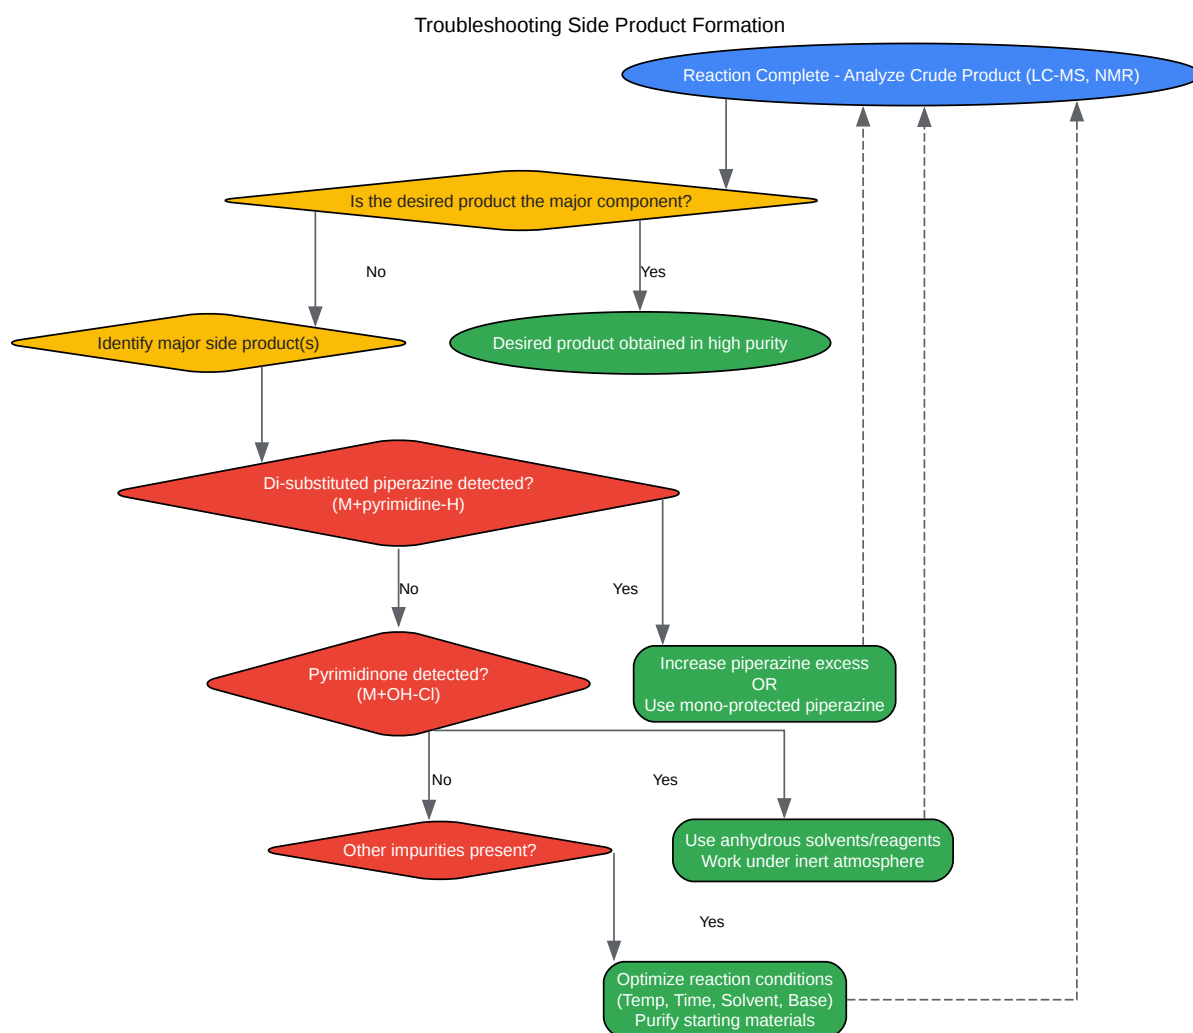 Troubleshooting Side Product Formation
Reaction Complete - Analyze Crude Product (LC-MS, NMR)
Is the desired product the major component?
No
Yes
Identify major side product(s)
Desired product obtained in high purity
Di-substituted piperazine detected?
(M+pyrimidine-H)
No
Yes
Pyrimidinone detected?
(M+OH-Cl)
Increase piperazine excess
OR
Use mono-protected piperazine
No
Yes
Other impurities present?
Use anhydrous solvents/reagents
Work under inert atmosphere
Yes
Optimize reaction conditions
(Temp, Time, Solvent, Base)
Purify starting materials